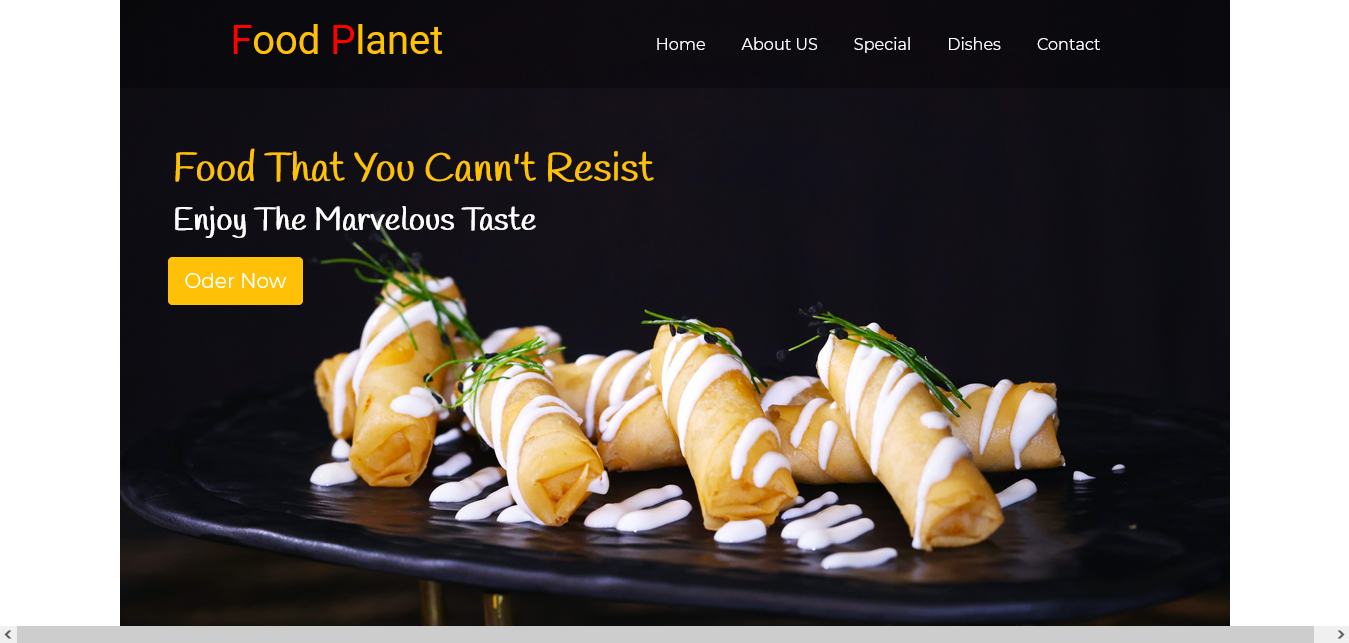 Food Planet
Home About US Special Dishes Contact
Food That You Cann't Resist
Enjoy The Marvelous Taste
Oder Now